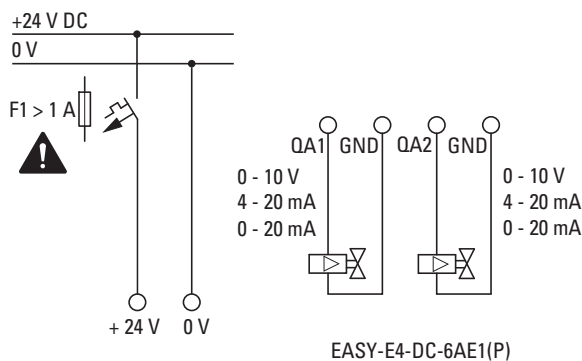 +24 V DC
0 V
F1 > 1 A
QA1 GND QA2 GND
0 - 10 V
4 - 20 mA
0 - 20 mA
0 - 10 V
4 - 20 mA
0 - 20 mA
+ 24 V 0 V
EASY-E4-DC-6AE1(P)